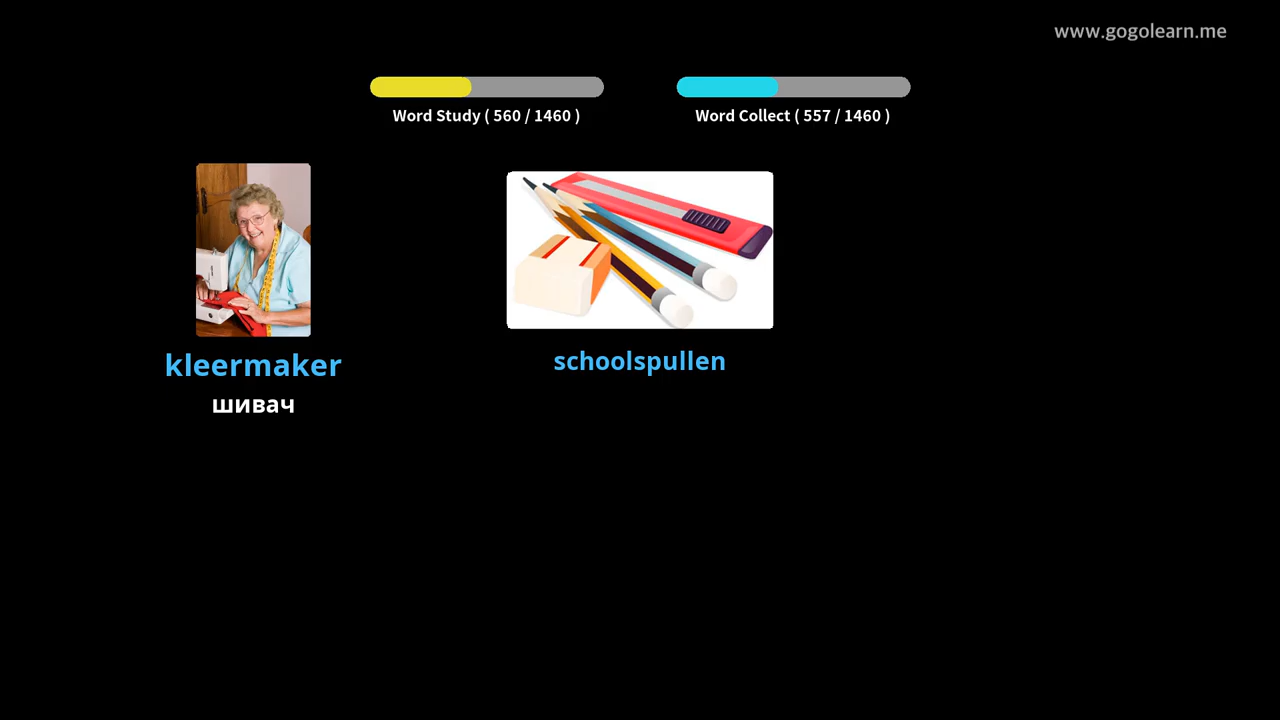 www.gogolearn.me
Word Study ( 560 / 1460 )
Word Collect ( 557 / 1460 )
kleermaker
шивач
schoolspullen